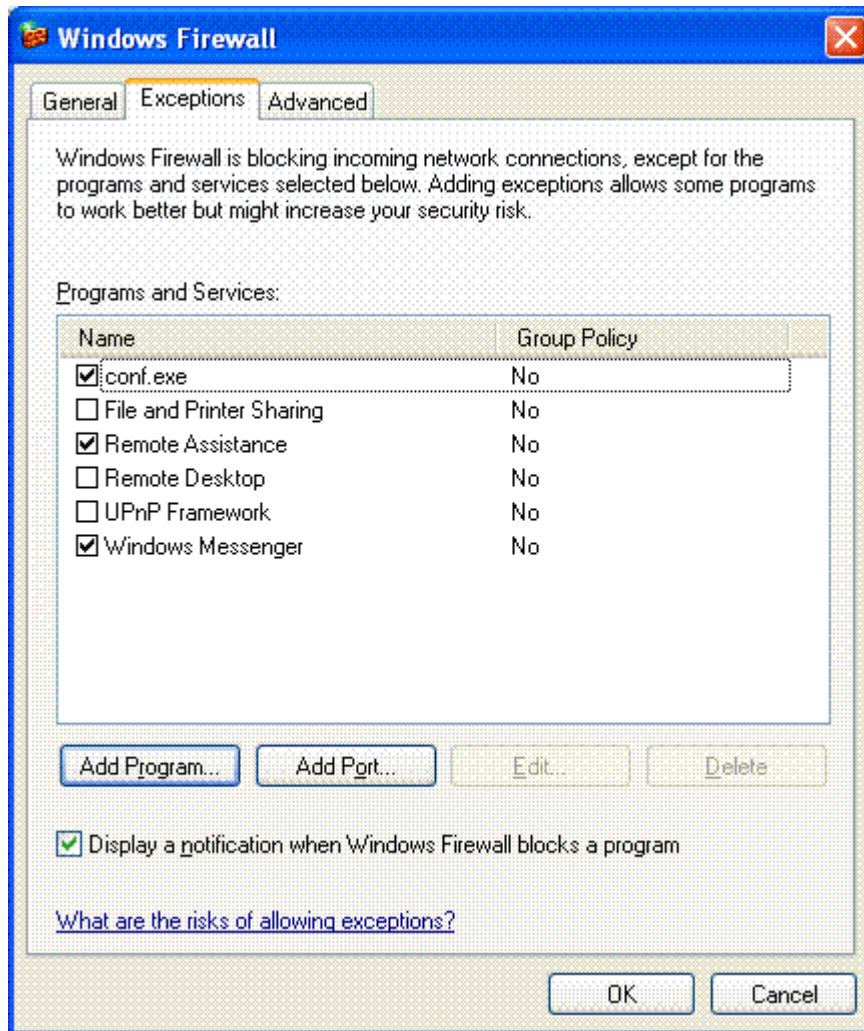 Windows Firewall
General Exceptions Advanced
Windows Firewall is blocking incoming network connections, except for the
programs and services selected below. Adding exceptions allows some programs
to work better but might increase your security risk.
Programs and Services:
Name Group Policy
conf.exe No
File and Printer Sharing No
Remote Assistance No
Remote Desktop No
UPnP Framework No
Windows Messenger No
Add Program... Add Port... Edit... Delete
Display a notification when Windows Firewall blocks a program
What are the risks of allowing exceptions?
OK Cancel